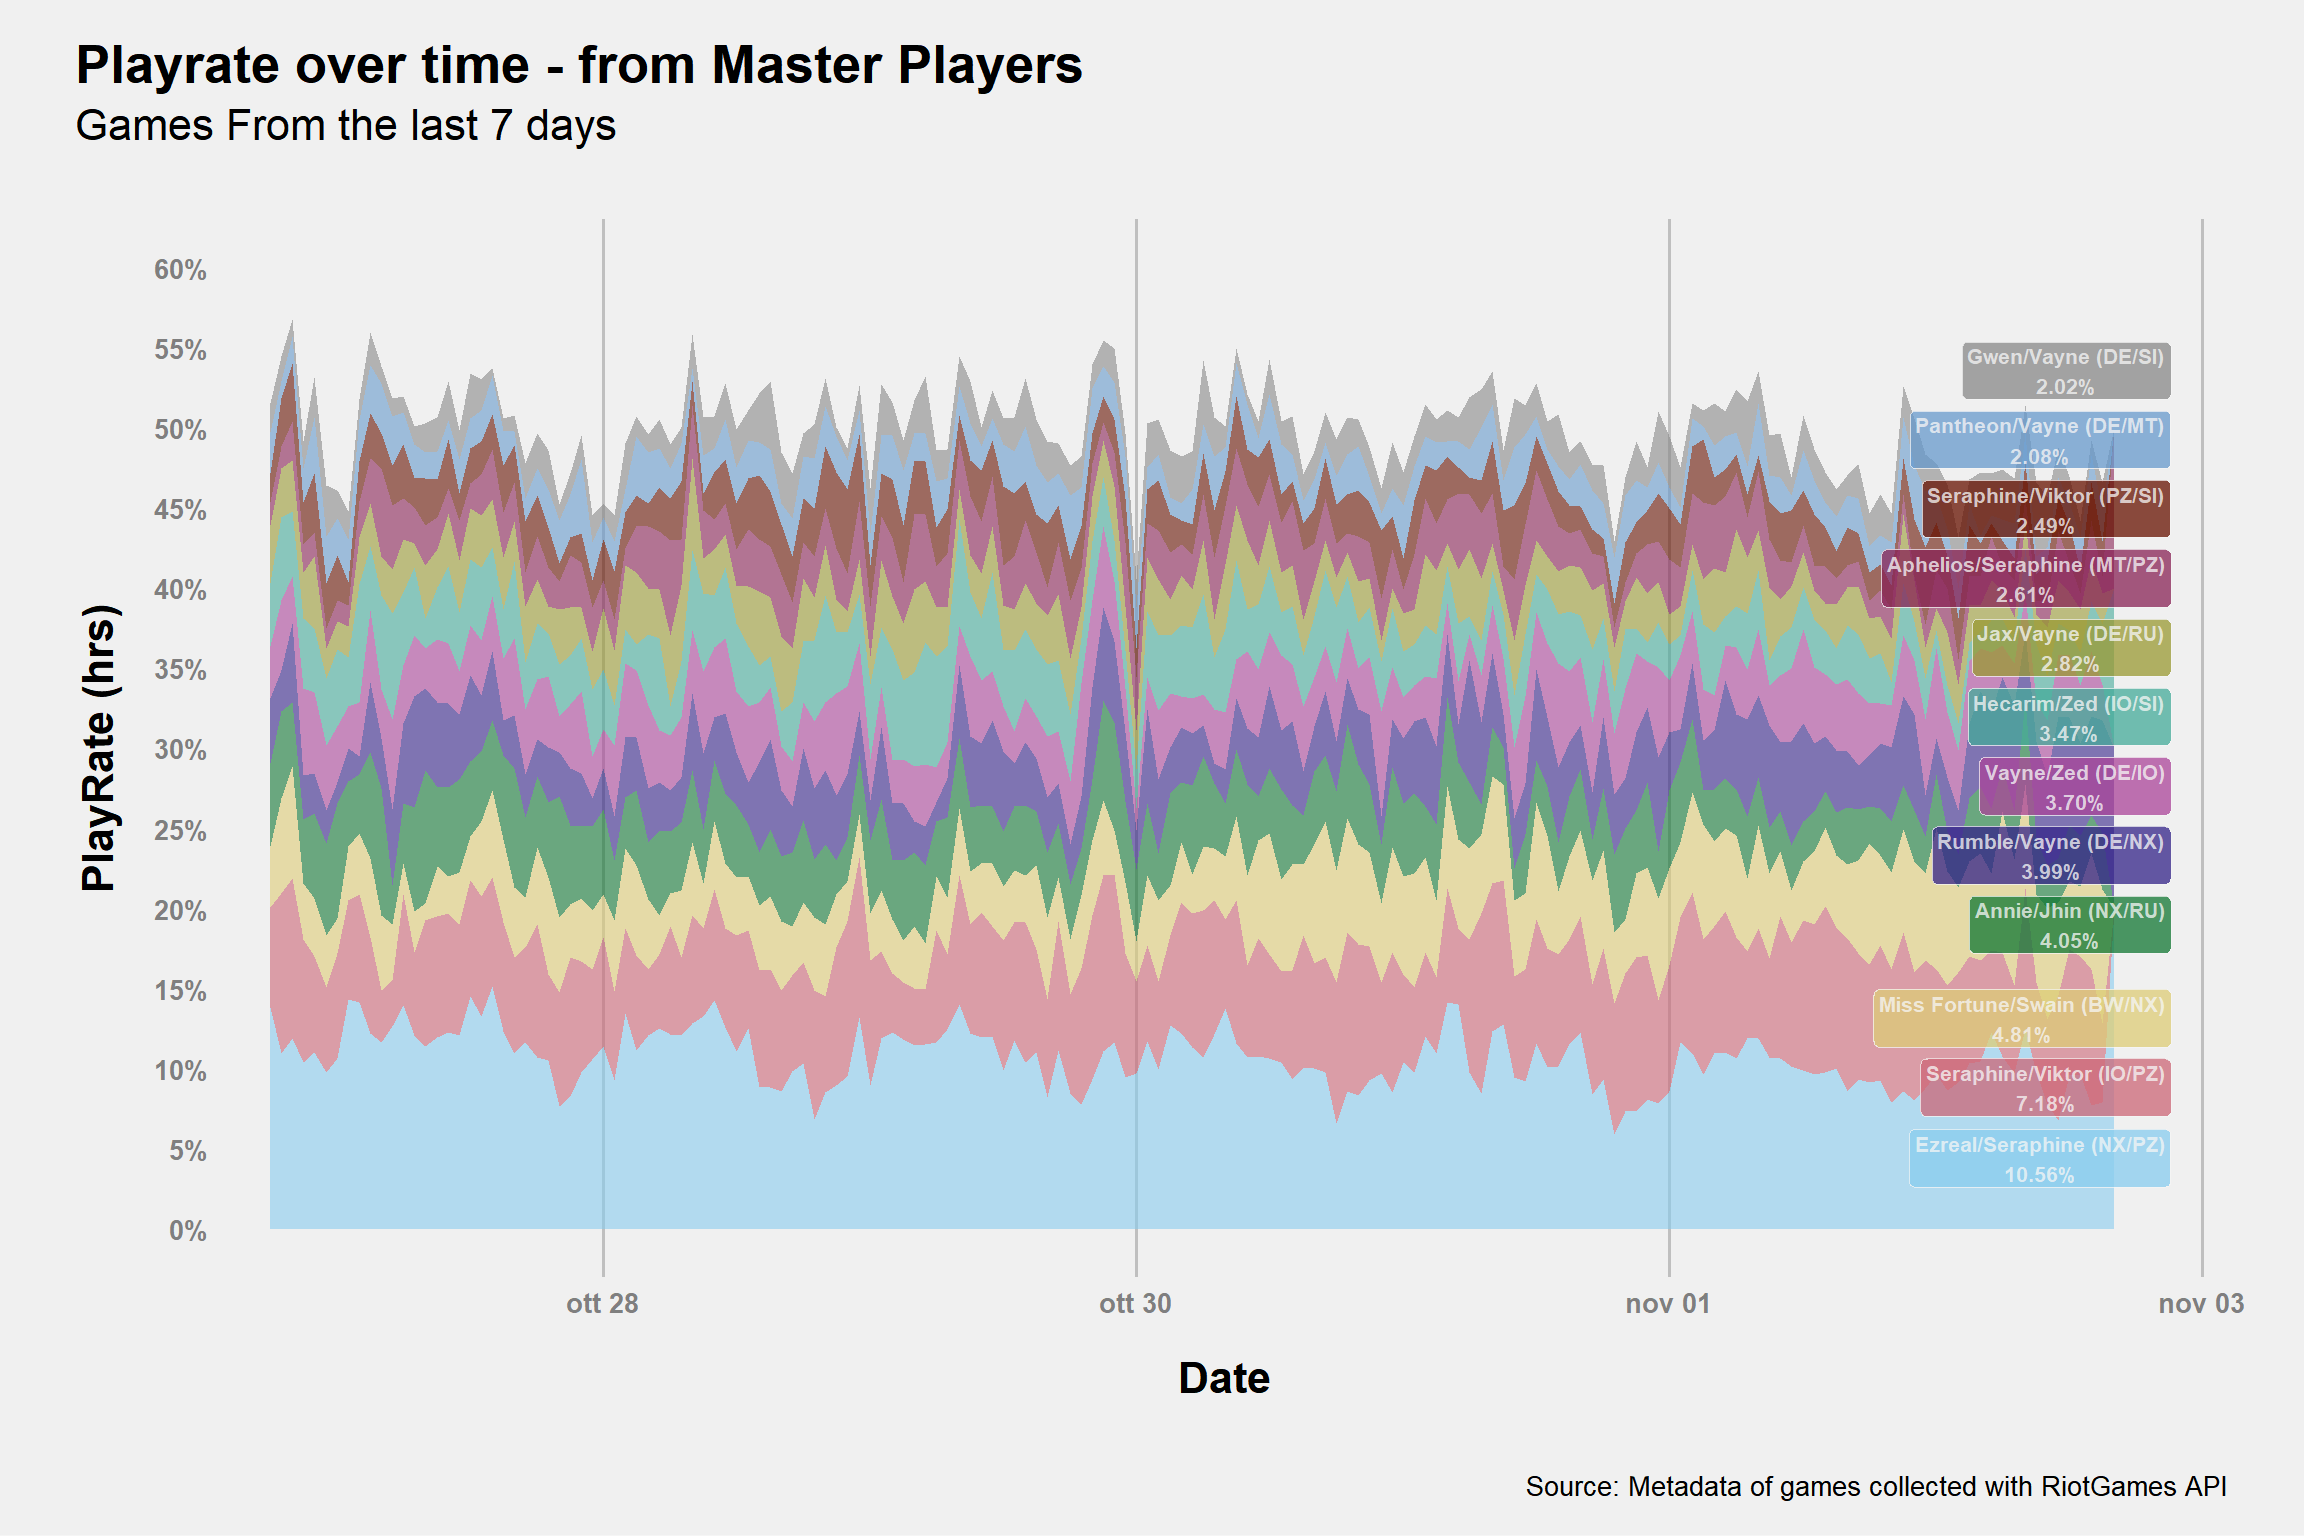 Playrate over time - from Master Players
Games From the last 7 days
PlayRate (hrs)
60%
55%
50%
45%
40%
35%
30%
25%
20%
15%
10%
5%
0%
Gwen/Vayne (DE/SI)
2.02%
Pantheon/Vayne (DE/MT)
2.08%
Seraphine/Viktor (PZ/SI)
2.49%
Aphelios/Seraphine (MT/PZ)
2.61%
Jax/Vayne (DE/RU)
2.82%
Hecarim/Zed (IO/SI)
3.47%
Vayne/Zed (DE/IO)
3.70%
Rumble/Vayne (DE/NX)
3.99%
Annie/Jhin (NX/RU)
4.05%
Miss Fortune/Swain (BW/NX)
4.81%
Seraphine/Viktor (IO/PZ)
7.18%
Ezreal/Seraphine (NX/PZ)
10.56%
ott 28
ott 30
nov 01
nov 03
Date
Source: Metadata of games collected with RiotGames API